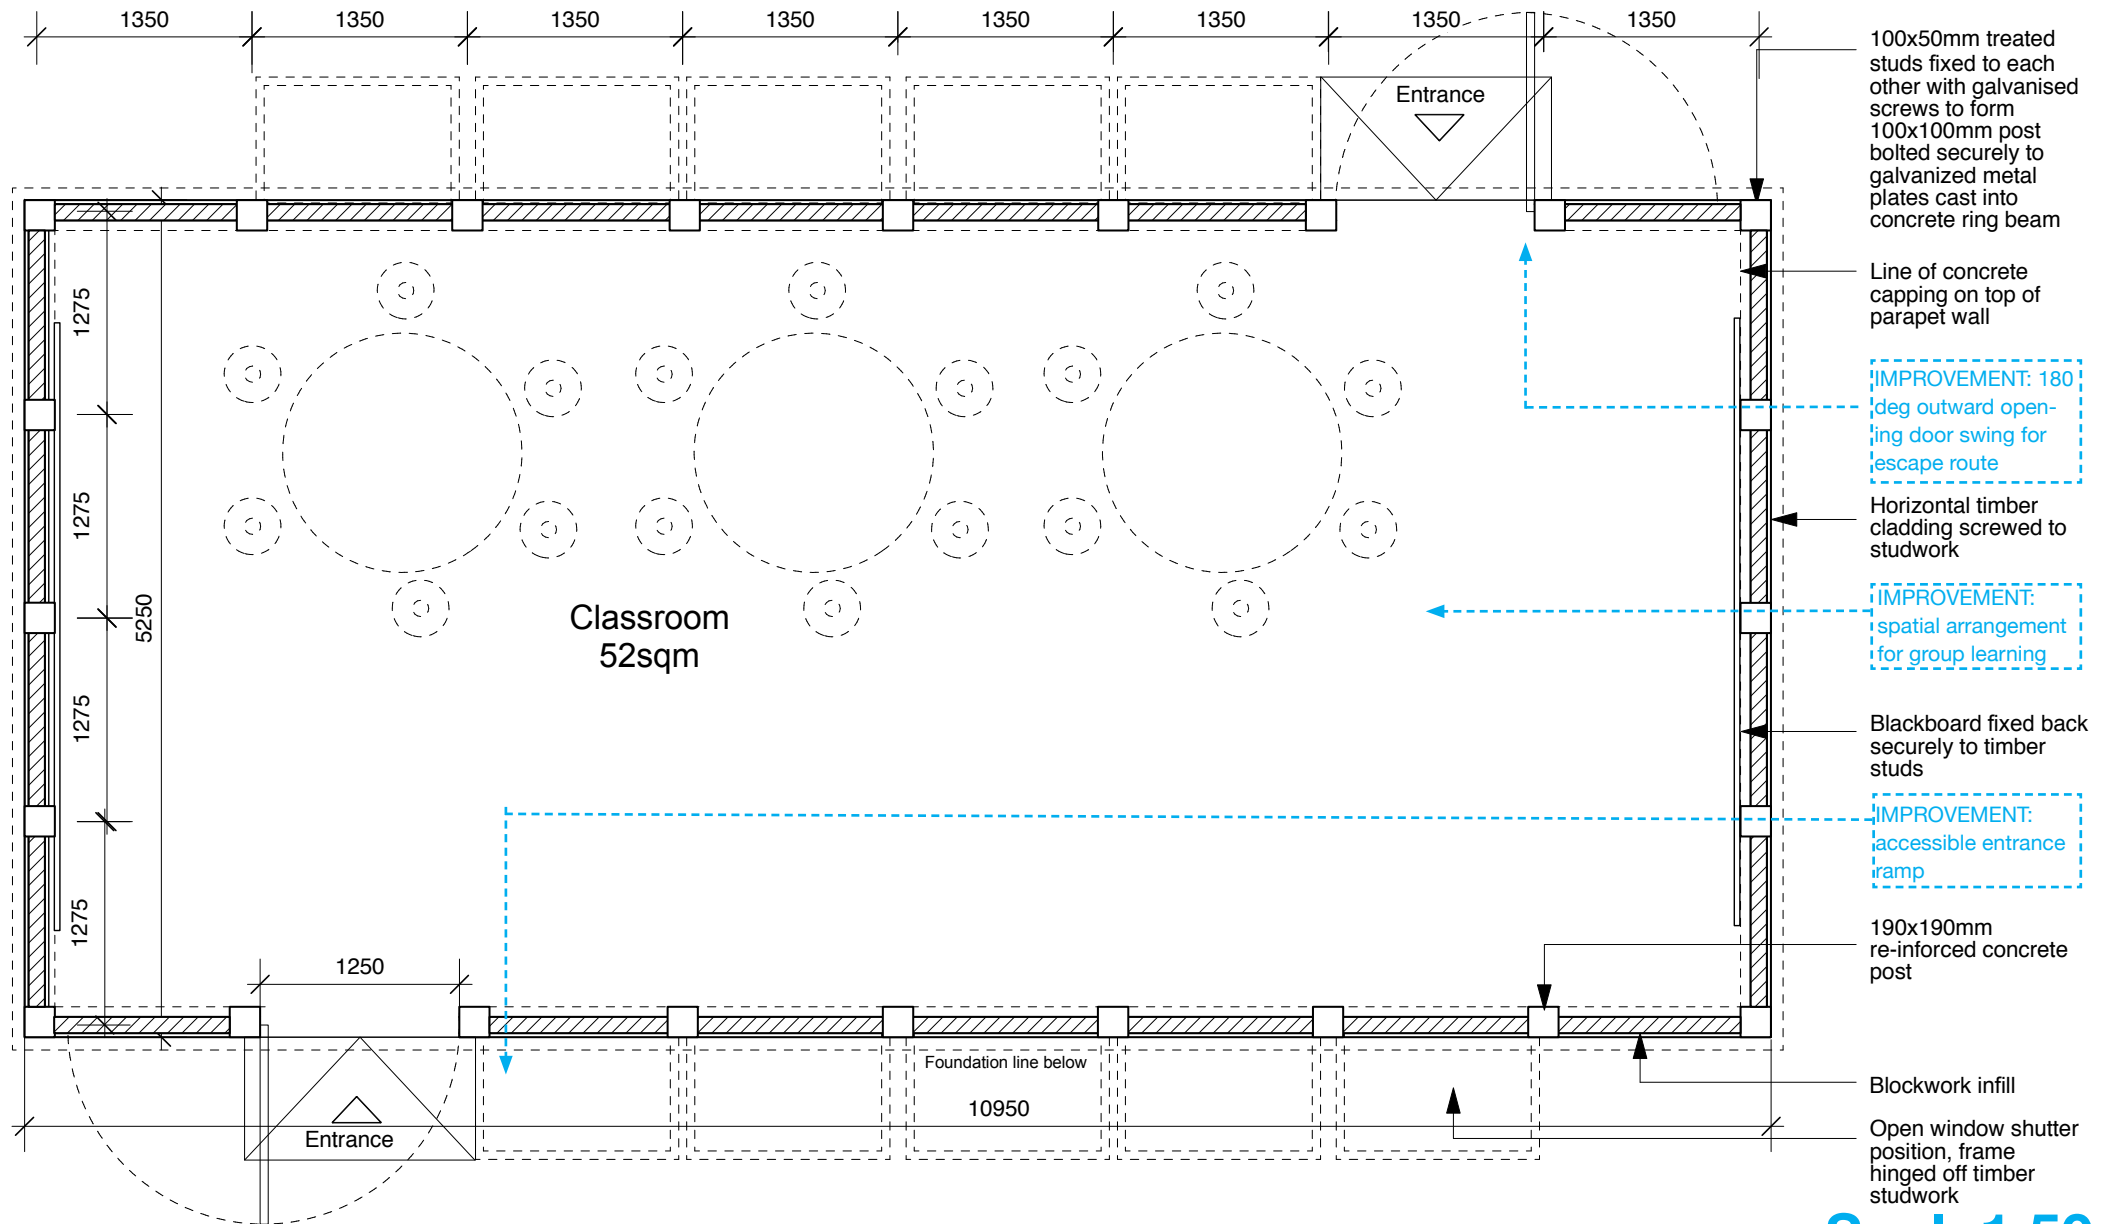 1350 1350 1350 1350 1350 1350 1350 1350
Entrance
100x50mm treated
studs fixed to each
other with galvanised
screws to form
100x100mm post
bolted securely to
galvanized metal
plates cast into
concrete ring beam
Line of concrete
capping on top of
parapet wall
IMPROVEMENT: 180
deg outward open-
ing door swing for
escape route
Horizontal timber
cladding screwed to
studwork
IMPROVEMENT:
spatial arrangement
for group learning
Blackboard fixed back
securely to timber
studs
IMPROVEMENT:
accessible entrance
ramp
190x190mm
re-inforced concrete
post
Blockwork infill
Open window shutter
position, frame
hinged off timber
studwork
1275
1275
1275
1275
5250
Classroom
52sqm
1250
Foundation line below
10950
Entrance